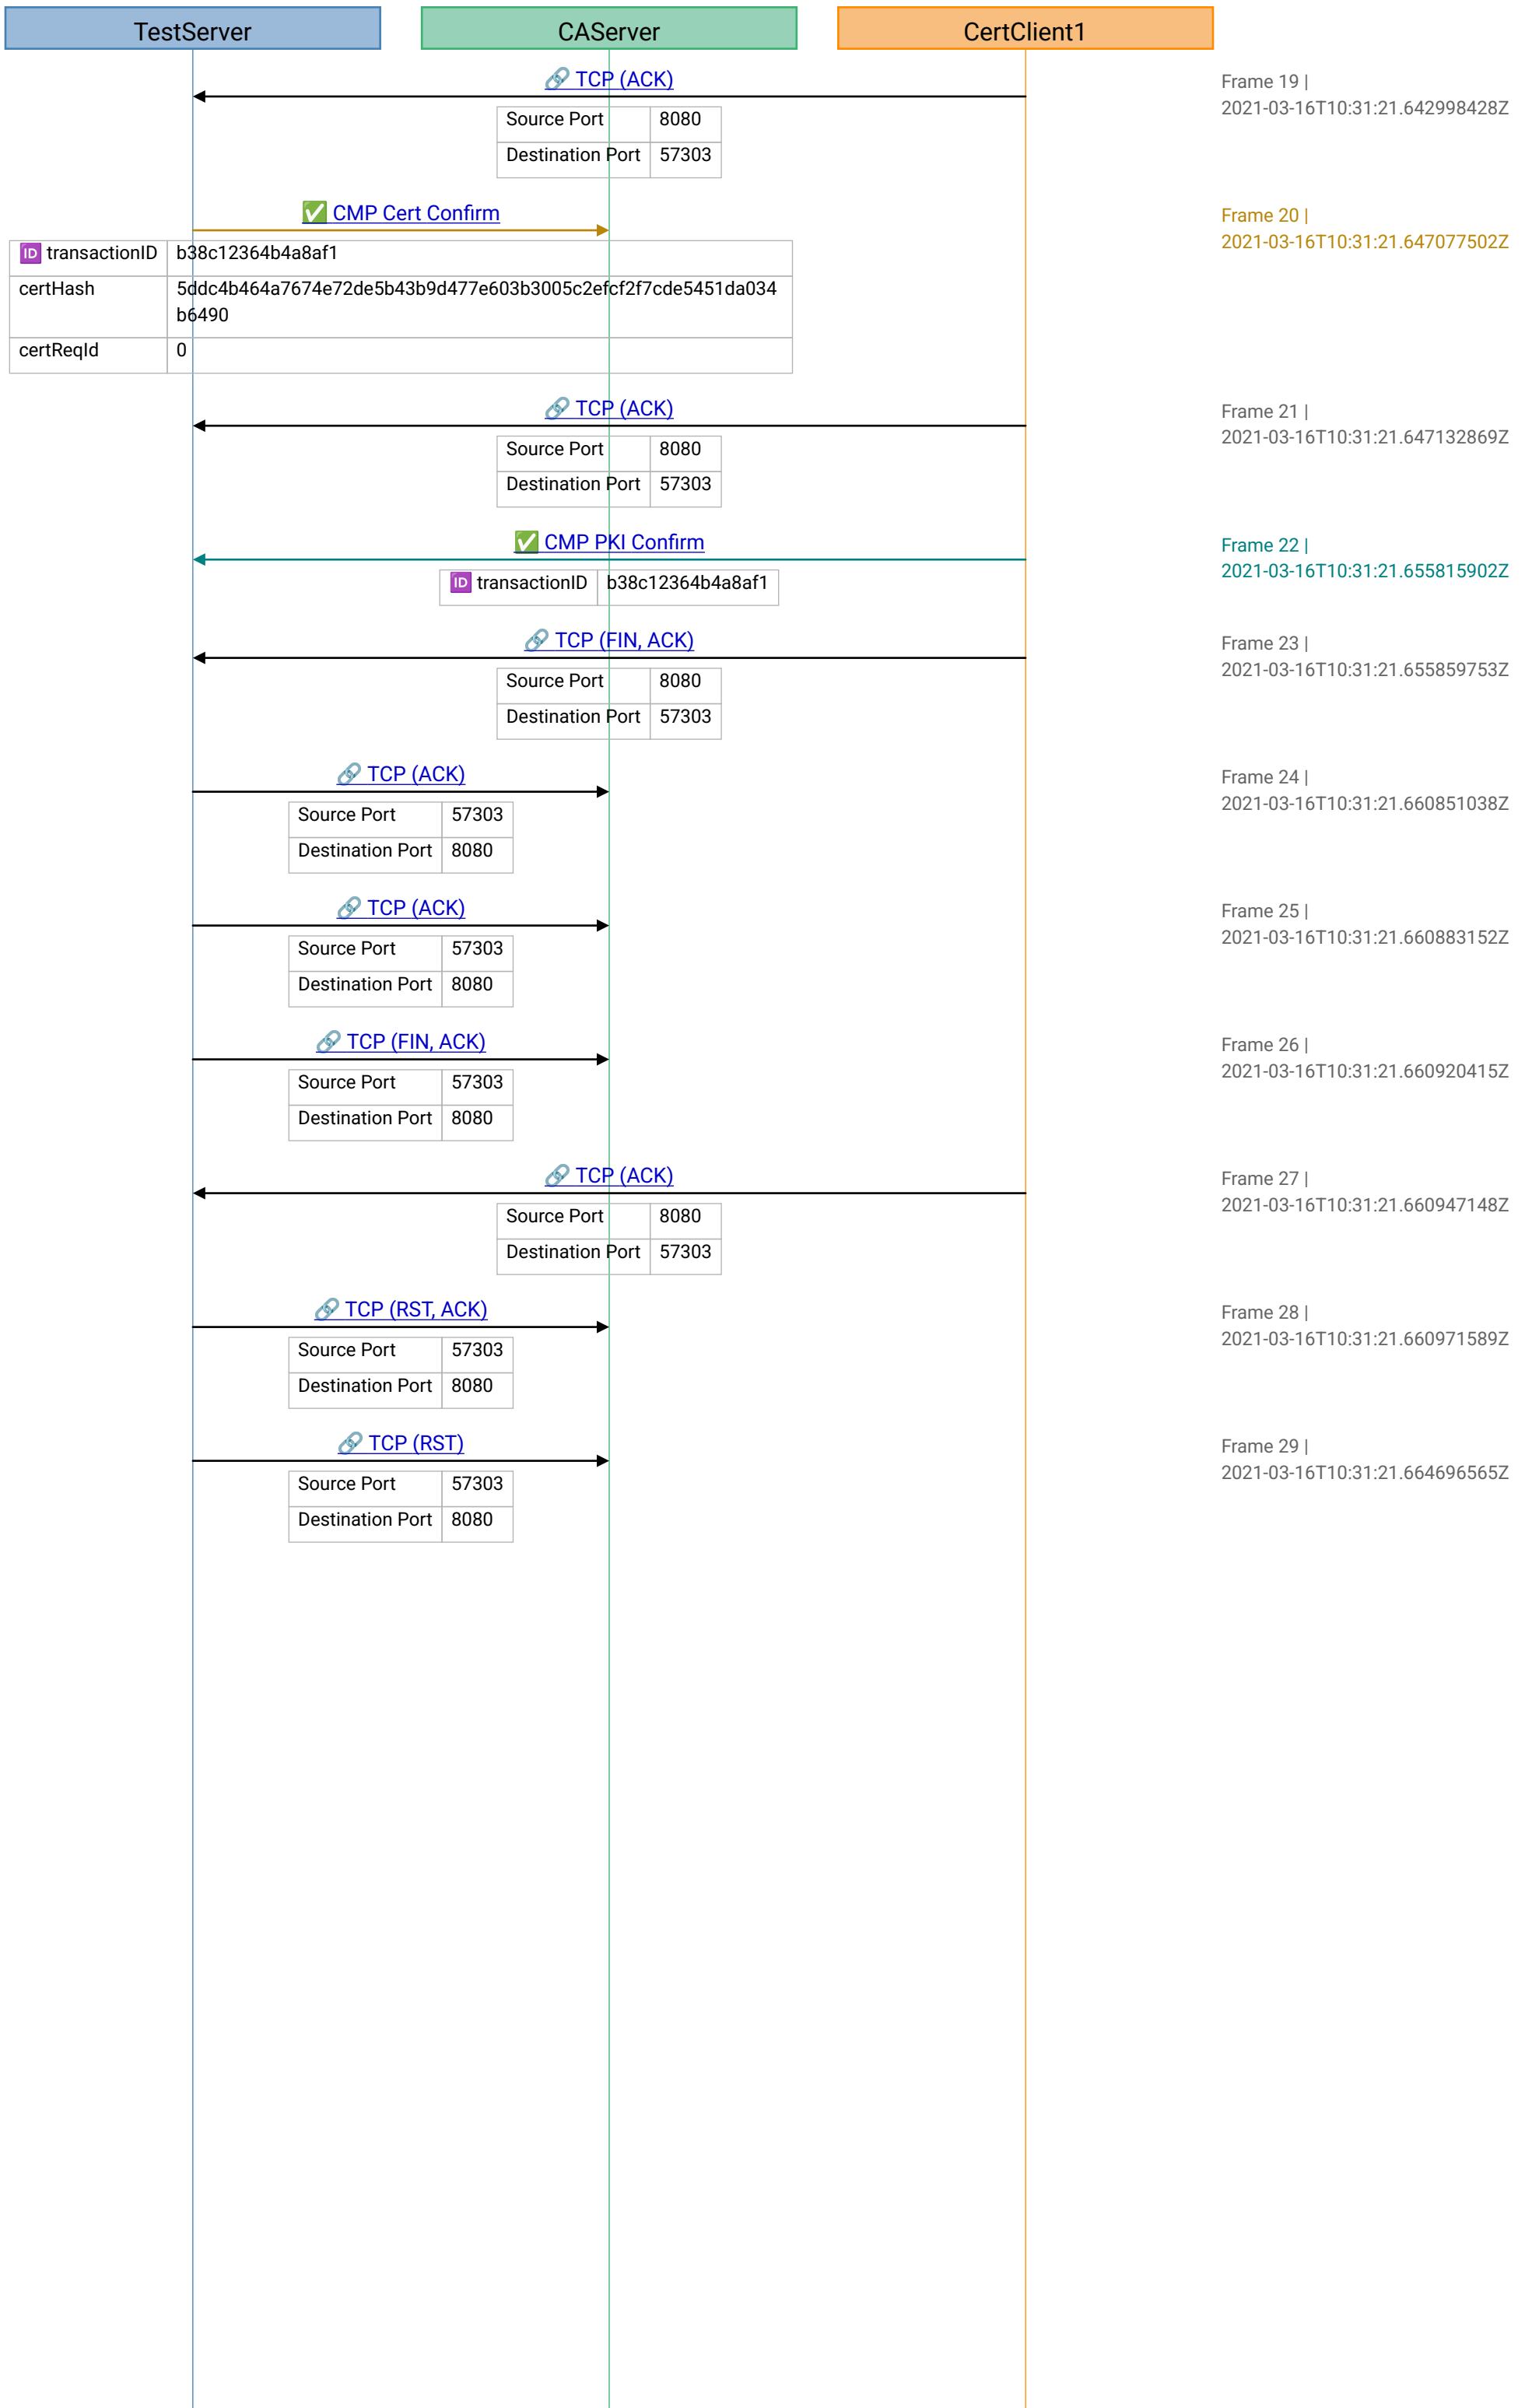 TestServer
CAServer
CertClient1
🔗 TCP (ACK)
Frame 19 |
2021-03-16T10:31:21.642998428Z
Source Port 8080
Destination Port 57303
✅ CMP Cert Confirm
Frame 20 |
2021-03-16T10:31:21.647077502Z
🆔 transactionID b38c12364b4a8af1
certHash 5ddc4b464a7674e72de5b43b9d477e603b3005c2efcf2f7cde5451da034
b6490
certReqId 0
🔗 TCP (ACK)
Frame 21 |
2021-03-16T10:31:21.647132869Z
Source Port 8080
Destination Port 57303
✅ CMP PKI Confirm
Frame 22 |
2021-03-16T10:31:21.655815902Z
🆔 transactionID b38c12364b4a8af1
🔗 TCP (FIN, ACK)
Frame 23 |
2021-03-16T10:31:21.655859753Z
Source Port 8080
Destination Port 57303
🔗 TCP (ACK)
Frame 24 |
2021-03-16T10:31:21.660851038Z
Source Port 57303
Destination Port 8080
🔗 TCP (ACK)
Frame 25 |
2021-03-16T10:31:21.660883152Z
Source Port 57303
Destination Port 8080
🔗 TCP (FIN, ACK)
Frame 26 |
2021-03-16T10:31:21.660920415Z
Source Port 57303
Destination Port 8080
🔗 TCP (ACK)
Frame 27 |
2021-03-16T10:31:21.660947148Z
Source Port 8080
Destination Port 57303
🔗 TCP (RST, ACK)
Frame 28 |
2021-03-16T10:31:21.660971589Z
Source Port 57303
Destination Port 8080
🔗 TCP (RST)
Frame 29 |
2021-03-16T10:31:21.664696565Z
Source Port 57303
Destination Port 8080